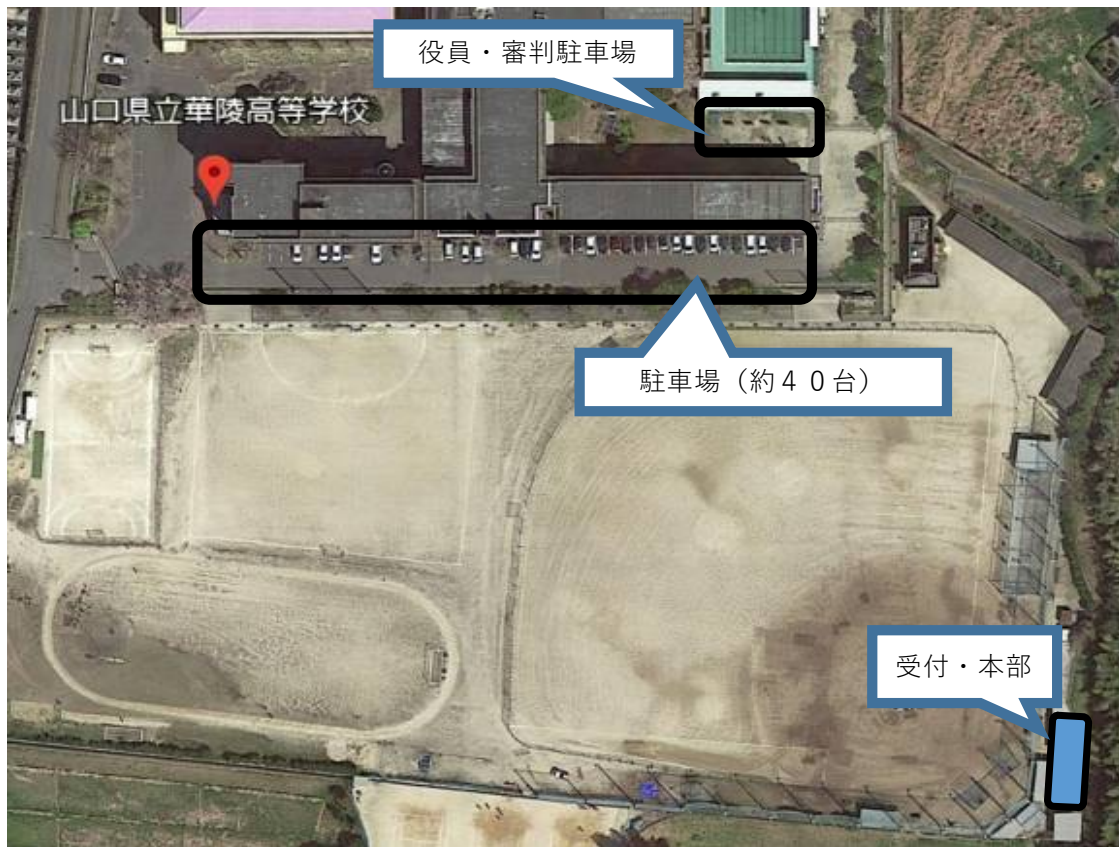 役員・審判駐車場
山口県立華陵高等学校
駐車場（約４０台）
受付・本部